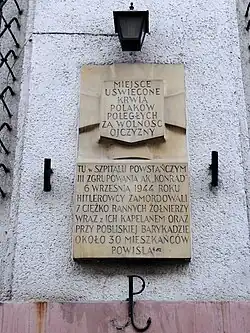 MIEJSCE
UŚWIĘCONE
KRWIĄ
POLAKÓW
POLEGŁYCH
ZA WOLNOŚĆ
OJCZYZNY
TU W SZPITALU POWSTAŃCZYM
III ZGRUPOWANIA AK „KONRAD”
6 WRZEŚNIA 1944 ROKU
HITLEROWCY ZAMORDOWALI
7 CIĘŻKO RANNYCH ŻOŁNIERZY
WRAZ Z ICH KAPELANEM ORAZ
PRZY POBLISKIEJ BARYKADZIE
OKOŁO 30 MIESZKAŃCÓW
POWIŚLA